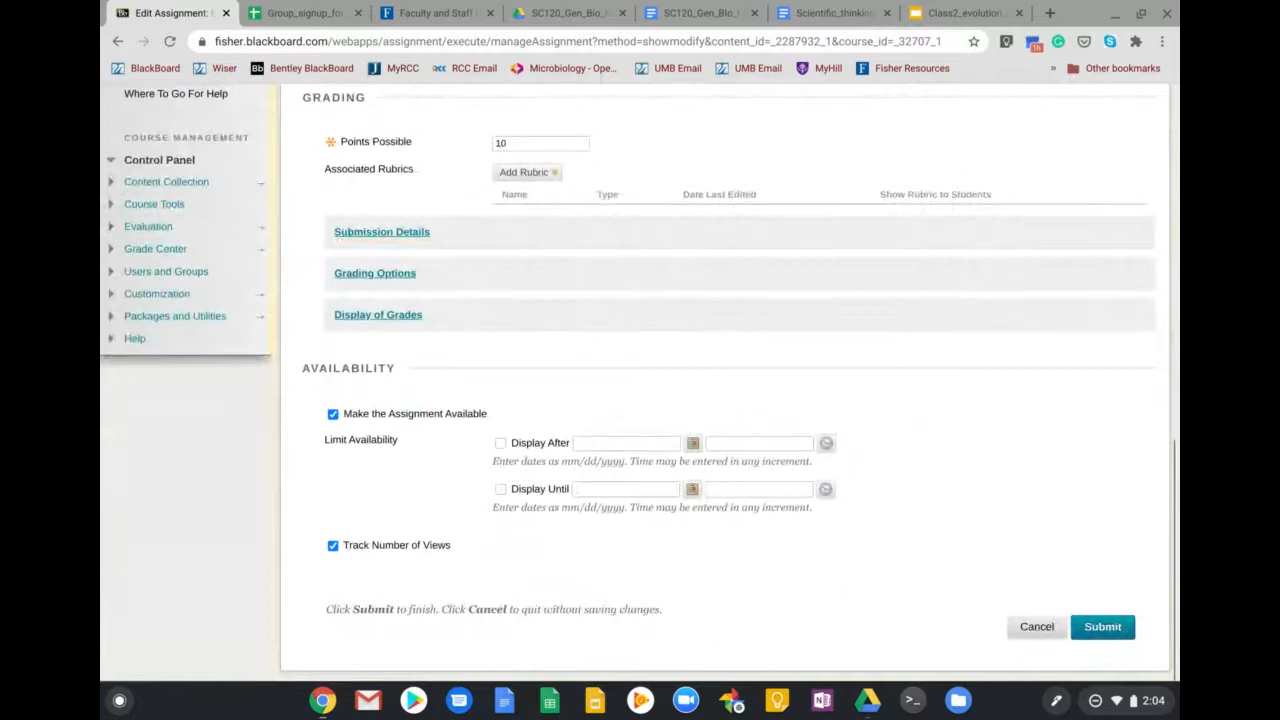 Edit Assignment: E
Group_signup_for
Faculty and Staff
SC120_Gen_Bio_F
SC120_Gen_BIo_
Scientific_thinking
Class2_evolution
fisher.blackboard.com/webapps/assignment/execute/manageAssignment?method=showmodify&content_id=_2287932_1&course_id=_32707_1
BlackBoard Wiser Bb Bentley BlackBoard MyRCC RCC Email Microbiology - Ope... UMB Email UMB Email MyHill Fisher Resources » Other bookmarks
Where To Go For Help
COURSE MANAGEMENT
Control Panel
Content Collection
Course Tools
Evaluation
Grade Center
Users and Groups
Customization
Packages and Utilities
Help
GRADING
Points Possible 10
Associated Rubrics Add Rubric
Name Type Date Last Edited Show Rubric to Students
Submission Details
Grading Options
Display of Grades
AVAILABILITY
Make the Assignment Available
Limit Availability Display After
Enter dates as mm/dd/yyyy. Time may be entered in any increment.
Display Until
Enter dates as mm/dd/yyyy. Time may be entered in any increment.
Track Number of Views
Click Submit to finish. Click Cancel to quit without saving changes.
Cancel Submit
2:04